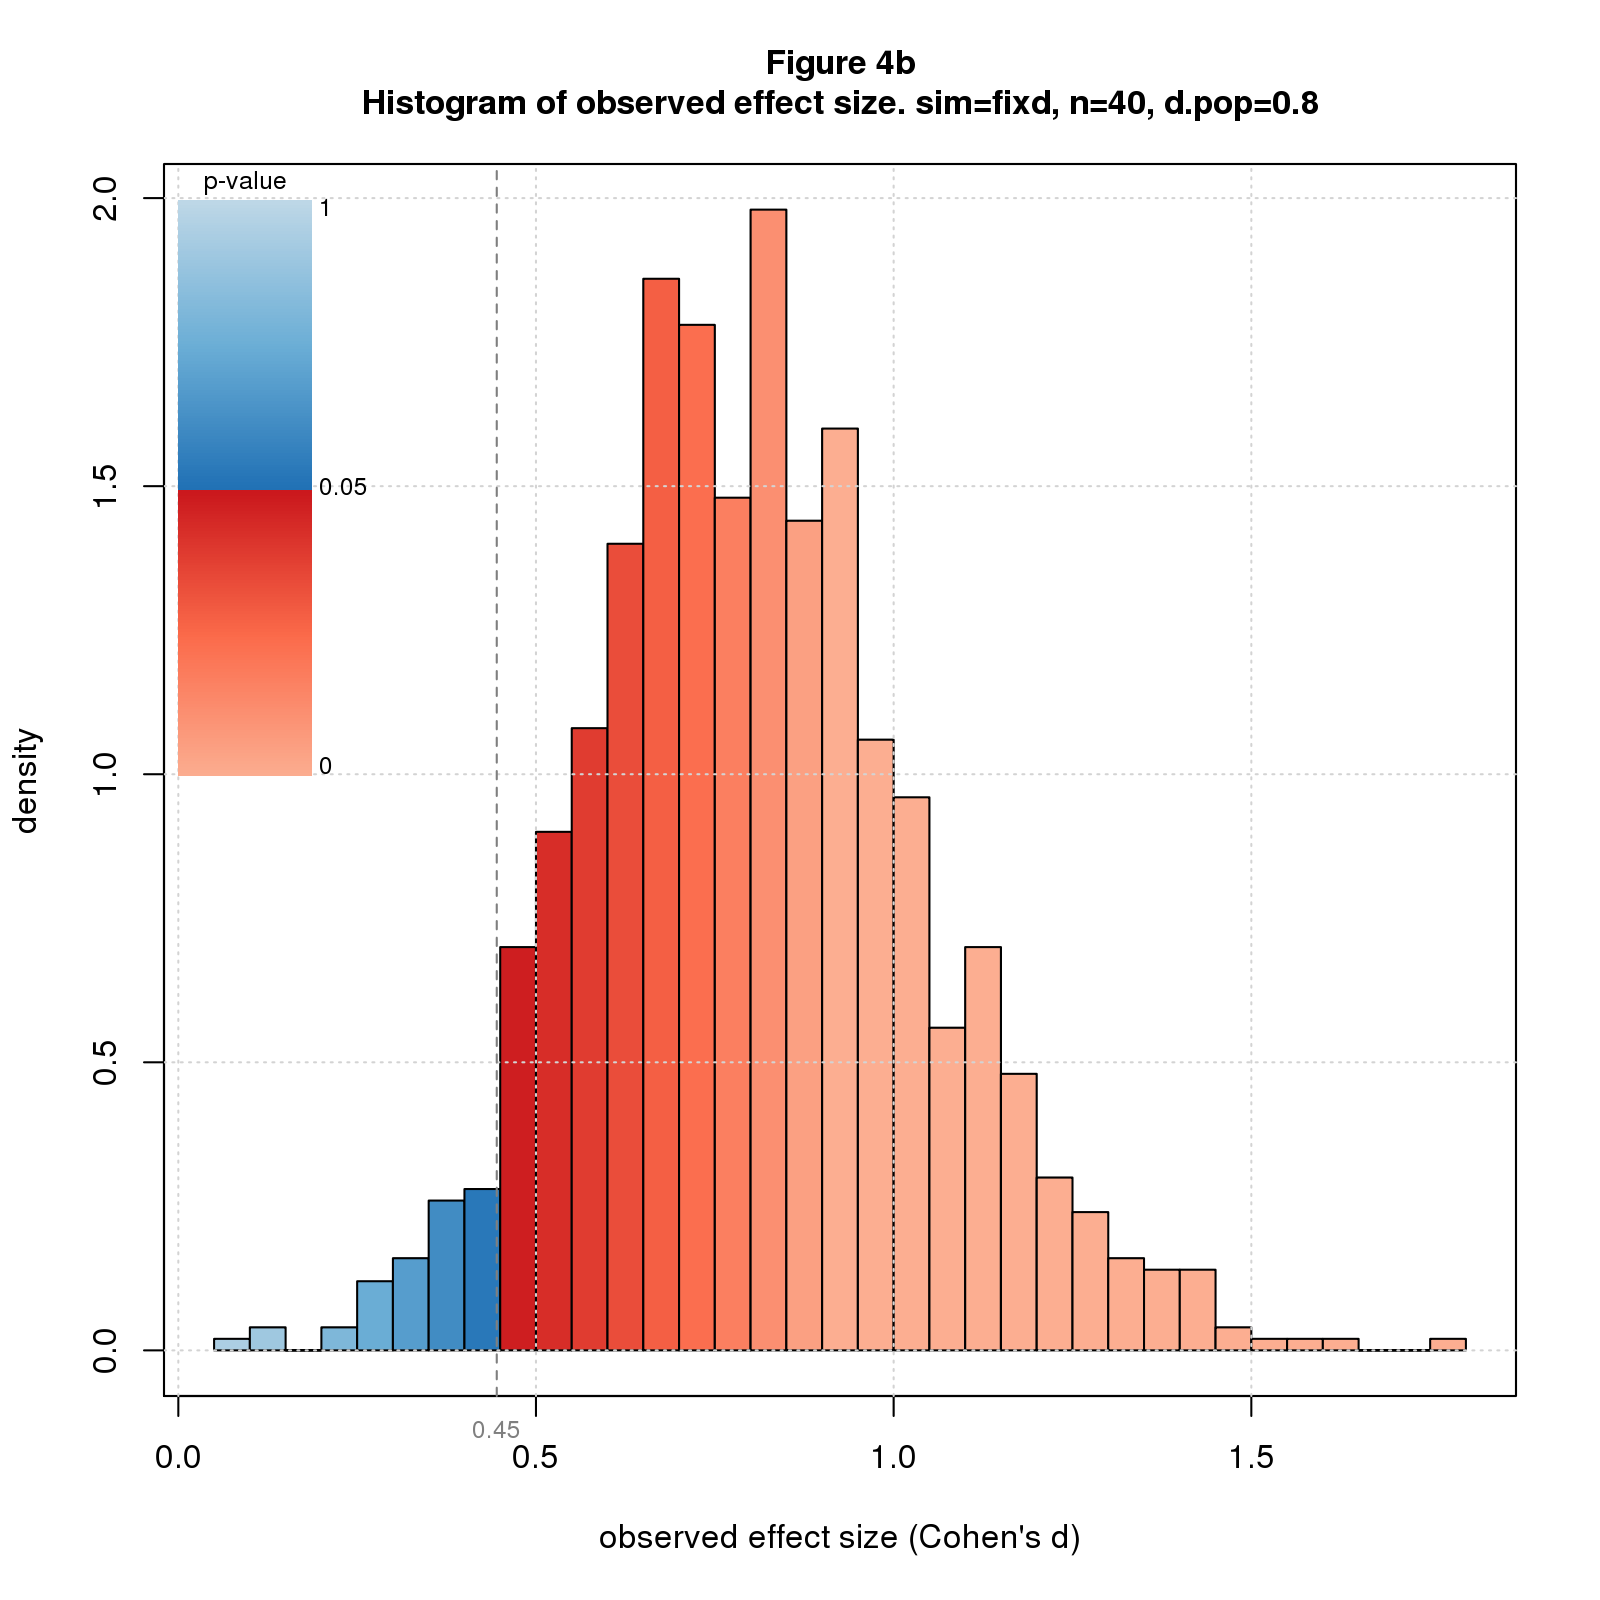 Figure 4b
Histogram of observed effect size. sim=fixd, n=40, d.pop=0.8
p-value
1
0.05
0
density
2.0
1.5
1.0
0.5
0.0
0.45
0.0
0.5
1.0
1.5
observed effect size (Cohen's d)